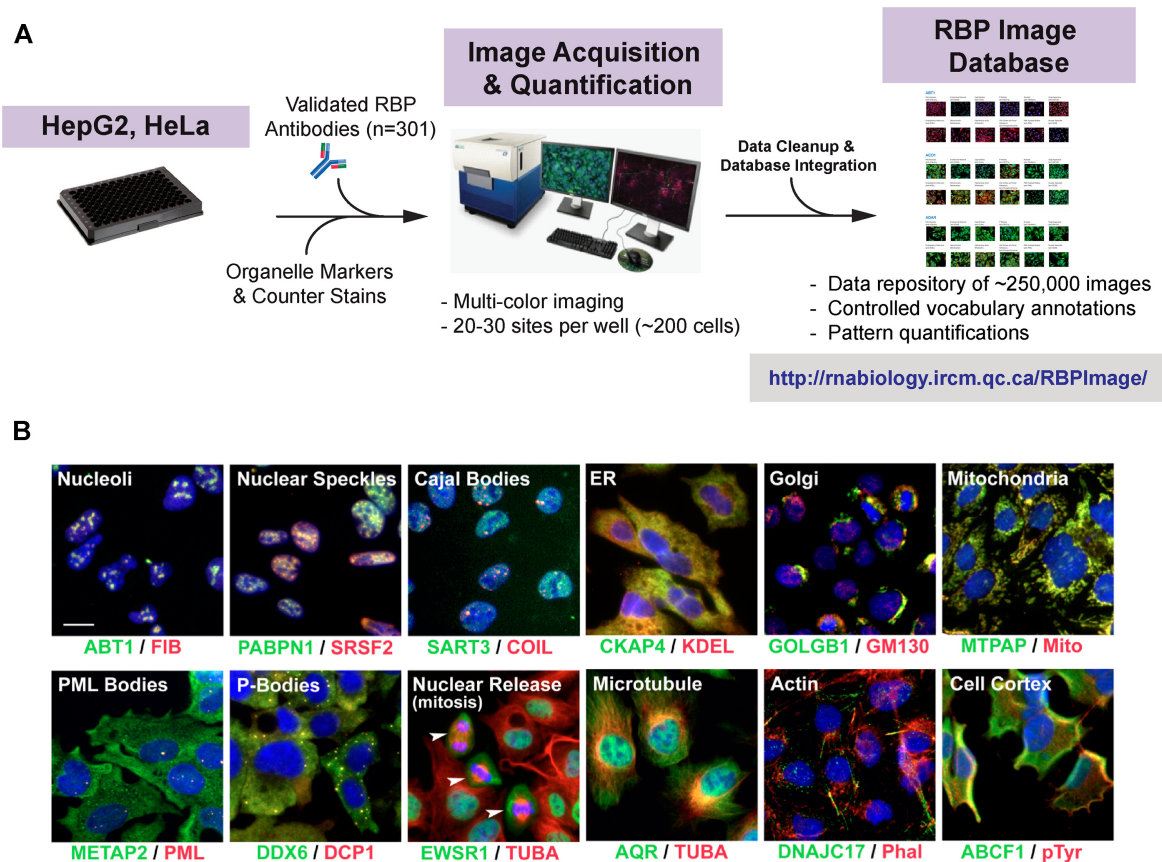 A
HepG2, HeLa
Validated RBP
Antibodies (n=301)
Organelle Markers
& Counter Stains
Image Acquisition
& Quantification
- Multi-color imaging
- 20-30 sites per well (~200 cells)
Data Cleanup &
Database Integration
RBP Image
Database
- Data repository of ~250,000 images
- Controlled vocabulary annotations
- Pattern quantifications
http://rnabiology.ircm.qc.ca/RBPImage/
B
Nucleoli
Nuclear Speckles
Cajal Bodies
ER
Golgi
Mitochondria
ABT1 / FIB
PABPN1 / SRSF2
SART3 / COIL
CKAP4 / KDEL
GOLGB1 / GM130
MTPAP / Mito
PML Bodies
P-Bodies
Nuclear Release
(mitosis)
Microtubule
Actin
Cell Cortex
METAP2 / PML
DDX6 / DCP1
EWSR1 / TUBA
AQR / TUBA
DNAJC17 / Phal
ABCF1 / pTyr